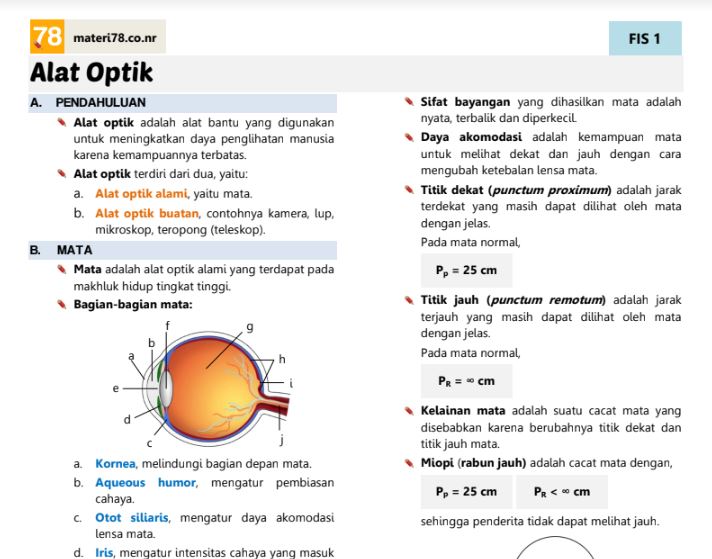 78 materi78.co.nr
FIS 1
Alat Optik
A. PENDAHULUAN
Alat optik adalah alat bantu yang digunakan
untuk meningkatkan daya penglihatan manusia
karena kemampuannya terbatas.
Alat optik terdiri dari dua, yaitu:
a. Alat optik alami, yaitu mata.
b. Alat optik buatan, contohnya kamera, lup,
mikroskop, teropong (teleskop).
B. MATA
Mata adalah alat optik alami yang terdapat pada
makhluk hidup tingkat tinggi.
Bagian-bagian mata:
f
g
b
a
h
e
i
d
c
j
a. Kornea, melindungi bagian depan mata.
b. Aqueous humor, mengatur pembiasan
cahaya.
c. Otot siliaris, mengatur daya akomodasi
lensa mata.
d. Iris, mengatur intensitas cahaya yang masuk
Sifat bayangan yang dihasilkan mata adalah
nyata, terbalik dan diperkecil.
Daya akomodasi adalah kemampuan mata
untuk melihat dekat dan jauh dengan cara
mengubah ketebalan lensa mata.
Titik dekat (punctum proximum) adalah jarak
terdekat yang masih dapat dilihat oleh mata
dengan jelas.
Pada mata normal,
Pp = 25 cm
Titik jauh (punctum remotum) adalah jarak
terjauh yang masih dapat dilihat oleh mata
dengan jelas.
Pada mata normal,
PR = ∞ cm
Kelainan mata adalah suatu cacat mata yang
disebabkan karena berubahnya titik dekat dan
titik jauh mata.
Miopi (rabun jauh) adalah cacat mata dengan,
Pp = 25 cm PR < ∞ cm
sehingga penderita tidak dapat melihat jauh.